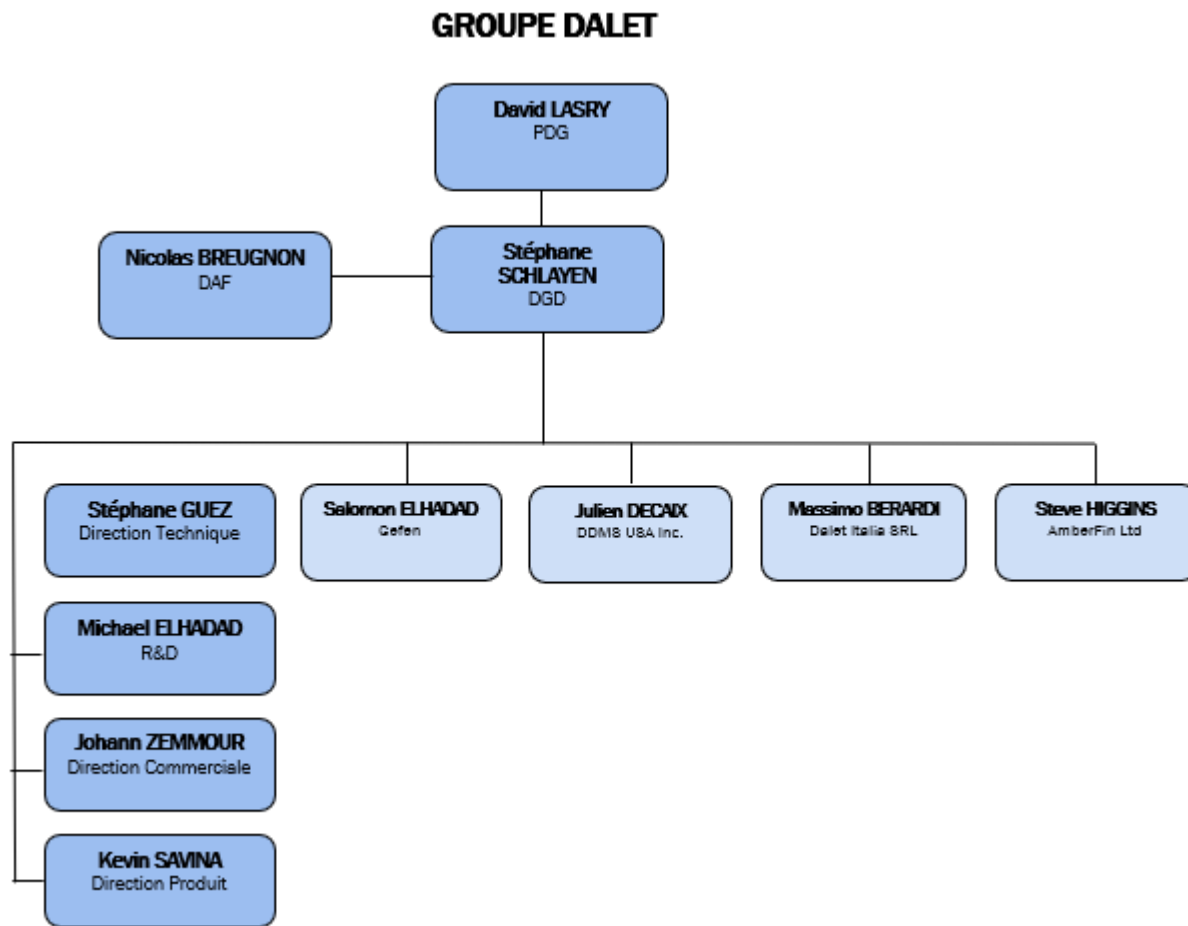 GROUPE DALET
David LASRY
PDG
Nicolas BREUGNON
DAF
Stéphane
SCHLAYEN
DGD
Stéphane GUEZ
Direction Technique
Salomon ELHADAD
Gefen
Julien DECAIX
DDMS USA Inc.
Massimo BERARDI
Dalet Italia SRL
Steve HIGGINS
AmberFin Ltd
Michael ELHADAD
R&D
Johann ZEMMOUR
Direction Commerciale
Kevin SAVINA
Direction Produit